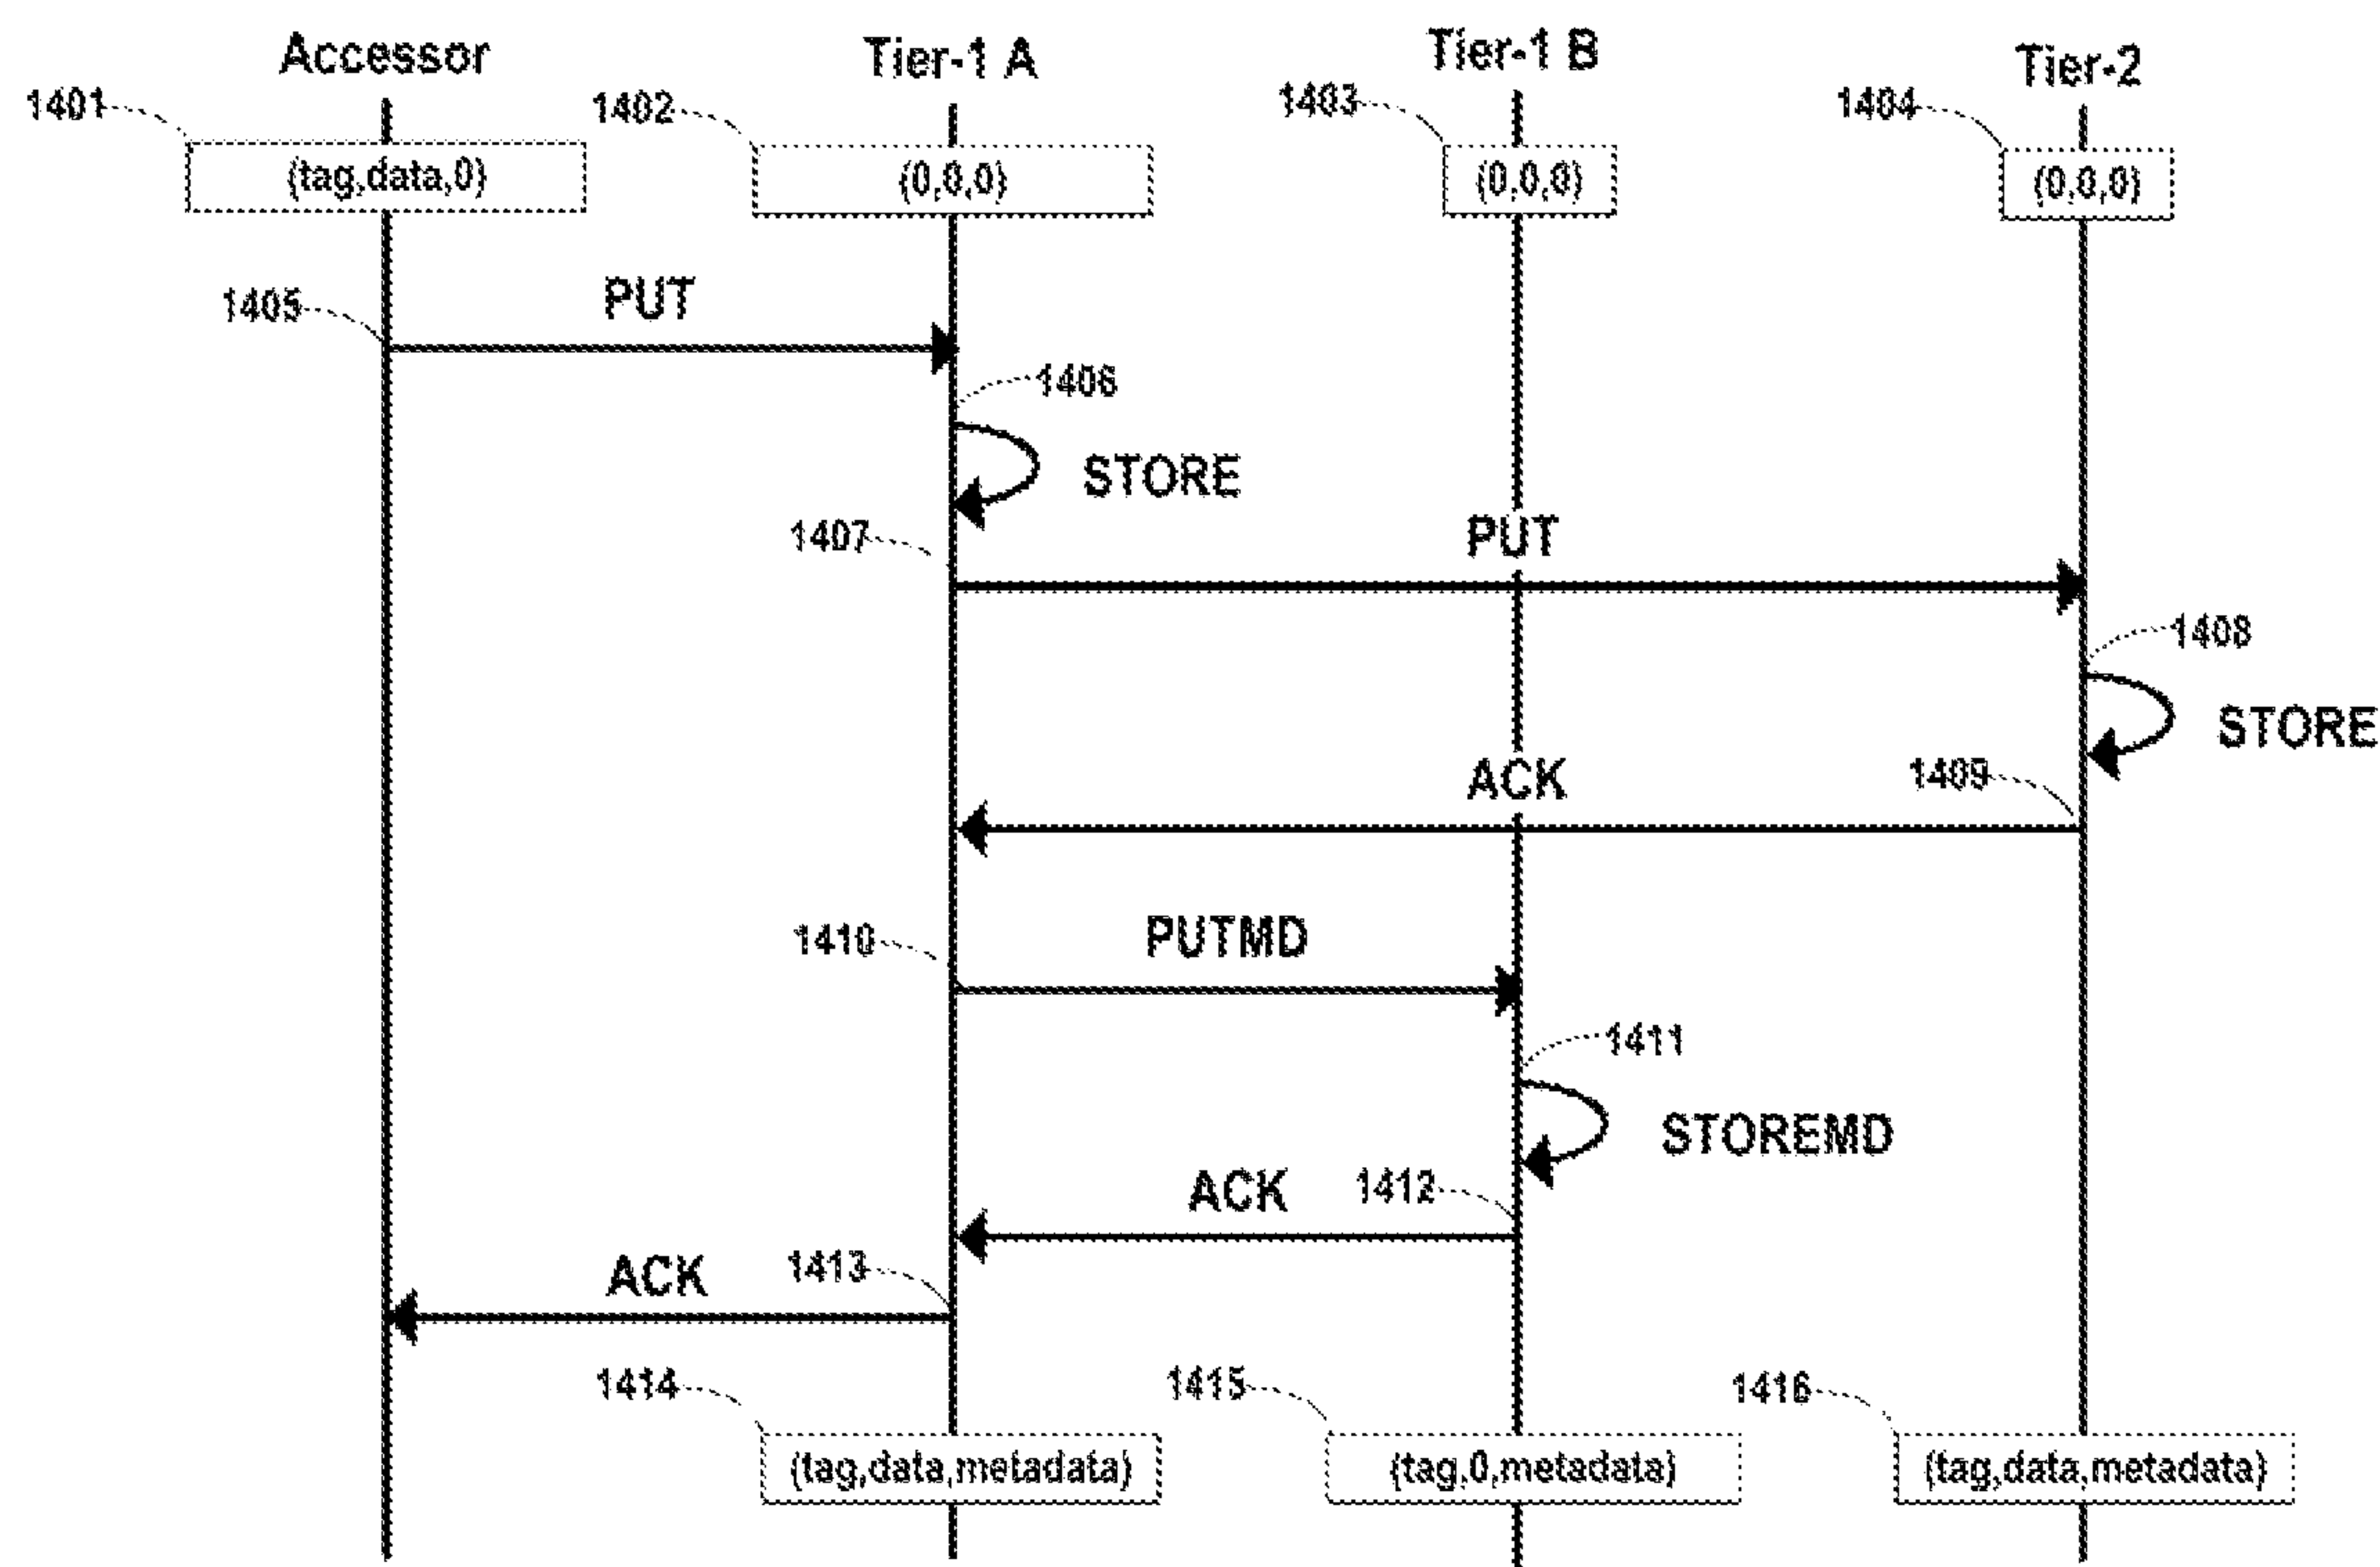 Accessor
Tier-1 A
Tier-1 B
Tier-2
1401
1402
1403
1404
(tag,data,0)
(0,0,0)
(0,0,0)
(0,0,0)
1405
PUT
1406
STORE
1407
PUT
1408
STORE
ACK
1409
1410
PUTMD
1411
STOREMD
ACK
1412
ACK
1413
1414
1415
1416
(tag,data,metadata)
(tag,0,metadata)
(tag,data,metadata)